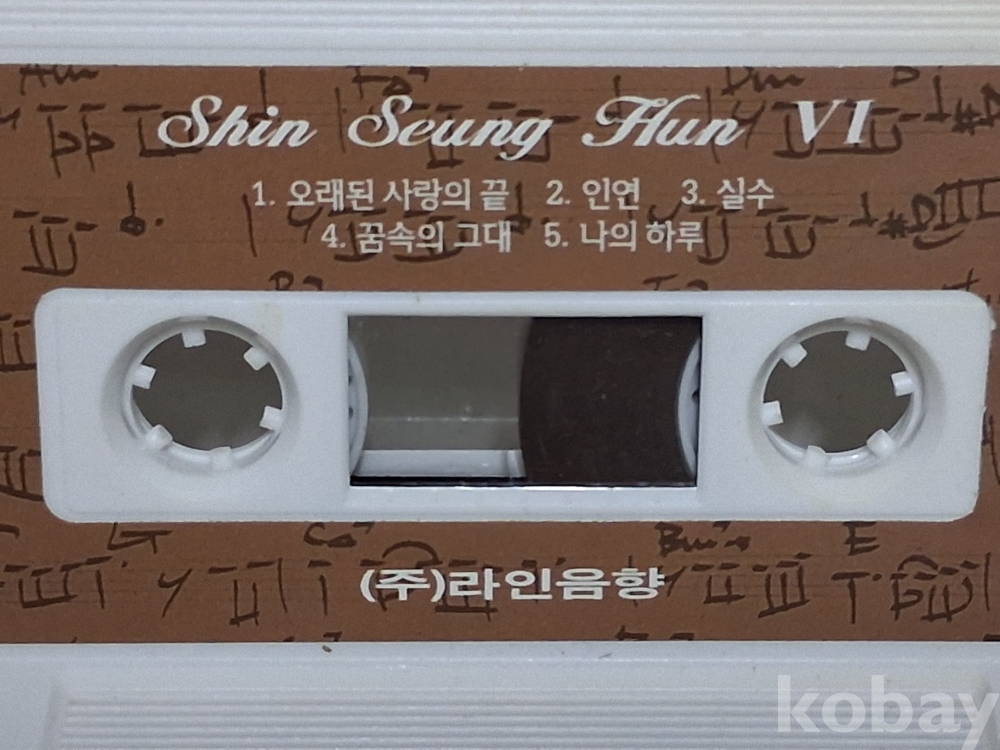 Shin Seung Hun VI
1. 오래된 사랑의 끝 2. 인연 3. 실수
4. 꿈속의 그대 5. 나의 하루
(주)라인음향
kobay